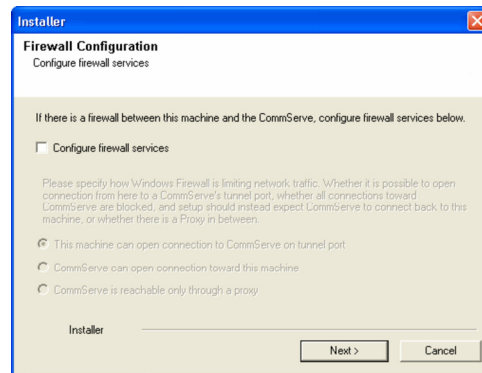 Installer
Firewall Configuration
Configure firewall services
If there is a firewall between this machine and the CommServe, configure firewall services below.
Configure firewall services
Please specify how Windows Firewall is limiting network traffic. Whether it is possible to open
connection from here to a CommServe's tunnel port, whether all connections toward
CommServe are blocked, and setup should instead expect CommServe to connect back to this
machine, or whether there is a Proxy in between.
This machine can open connection to CommServe on tunnel port
CommServe can open connection toward this machine
CommServe is reachable only through a proxy
Installer
Next >
Cancel